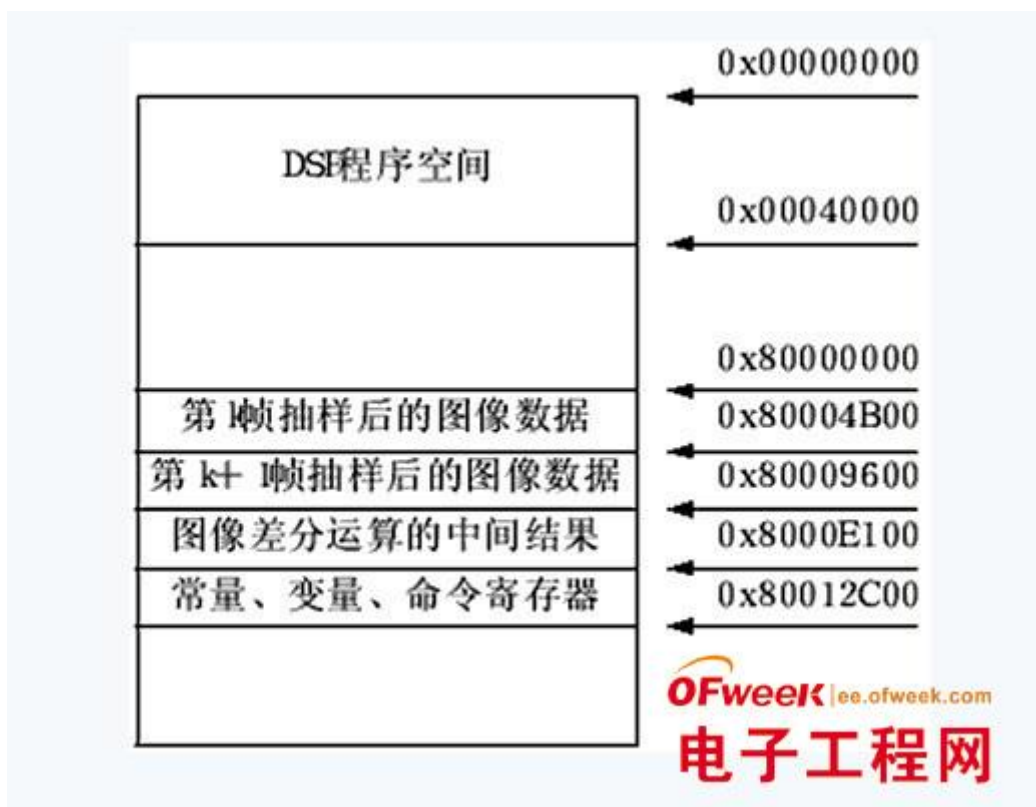 0x00000000
DSP程序空间
0x00040000
0x80000000
第k帧抽样后的图像数据
0x80004B00
第 k+ 1帧抽样后的图像数据
0x80009600
图像差分运算的中间结果
0x8000E100
常量、变量、命令寄存器
0x80012C00
OFweeK ee.ofweek.com
电子工程网